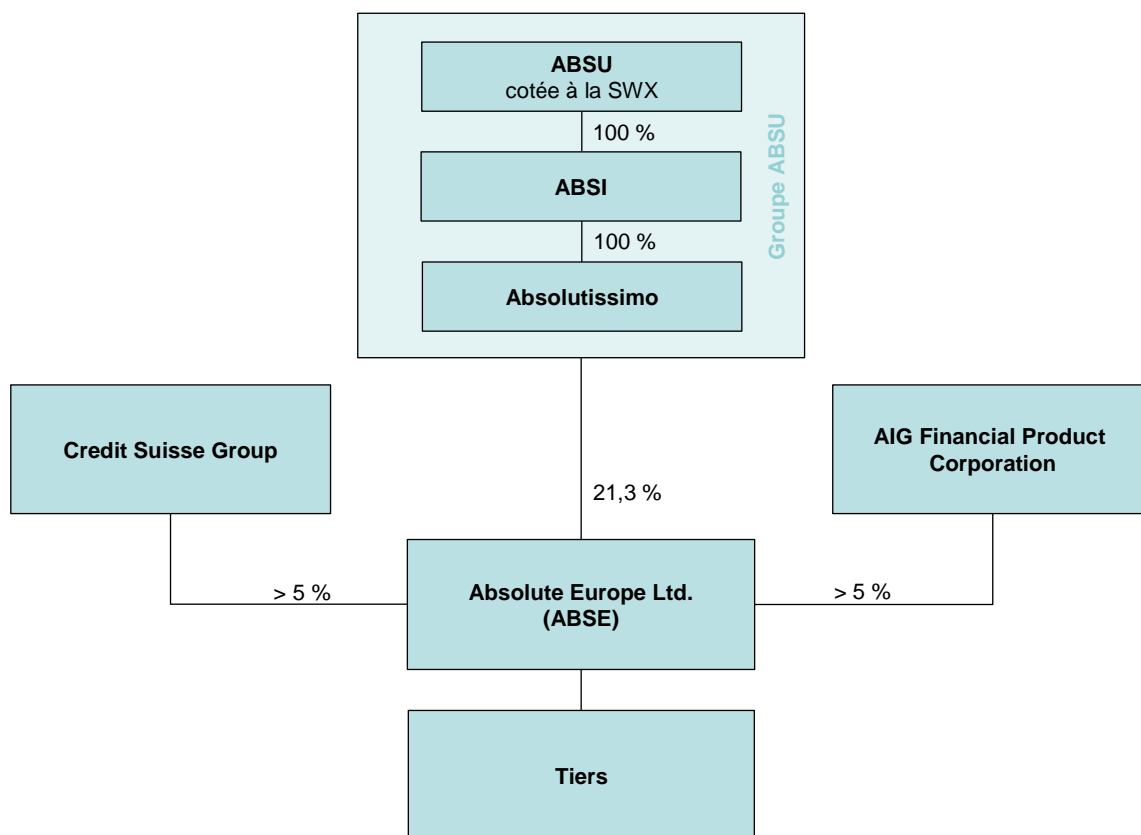 ABSU
cotée à la SWX
100 %
ABSI
100 %
Absolutissimo
Groupe ABSU
Credit Suisse Group
AIG Financial Product
Corporation
21,3 %
> 5 %
Absolute Europe Ltd.
(ABSE)
> 5 %
Tiers